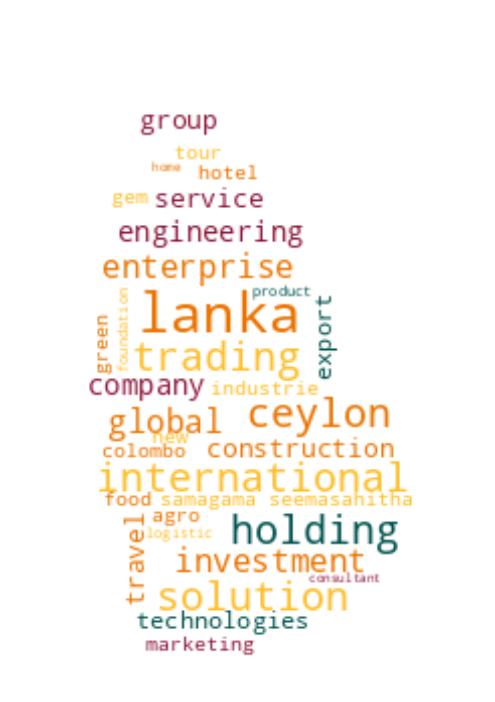 group
tour
home hotel
gem service
engineering
enterprise
product
lanka
green
foundation
export
trading
company industrie
global ceylon
new
colombo construction
international
food samagama seemasahitha
agro
travel
logistic holding
investment
consultant
solution
technologies
marketing